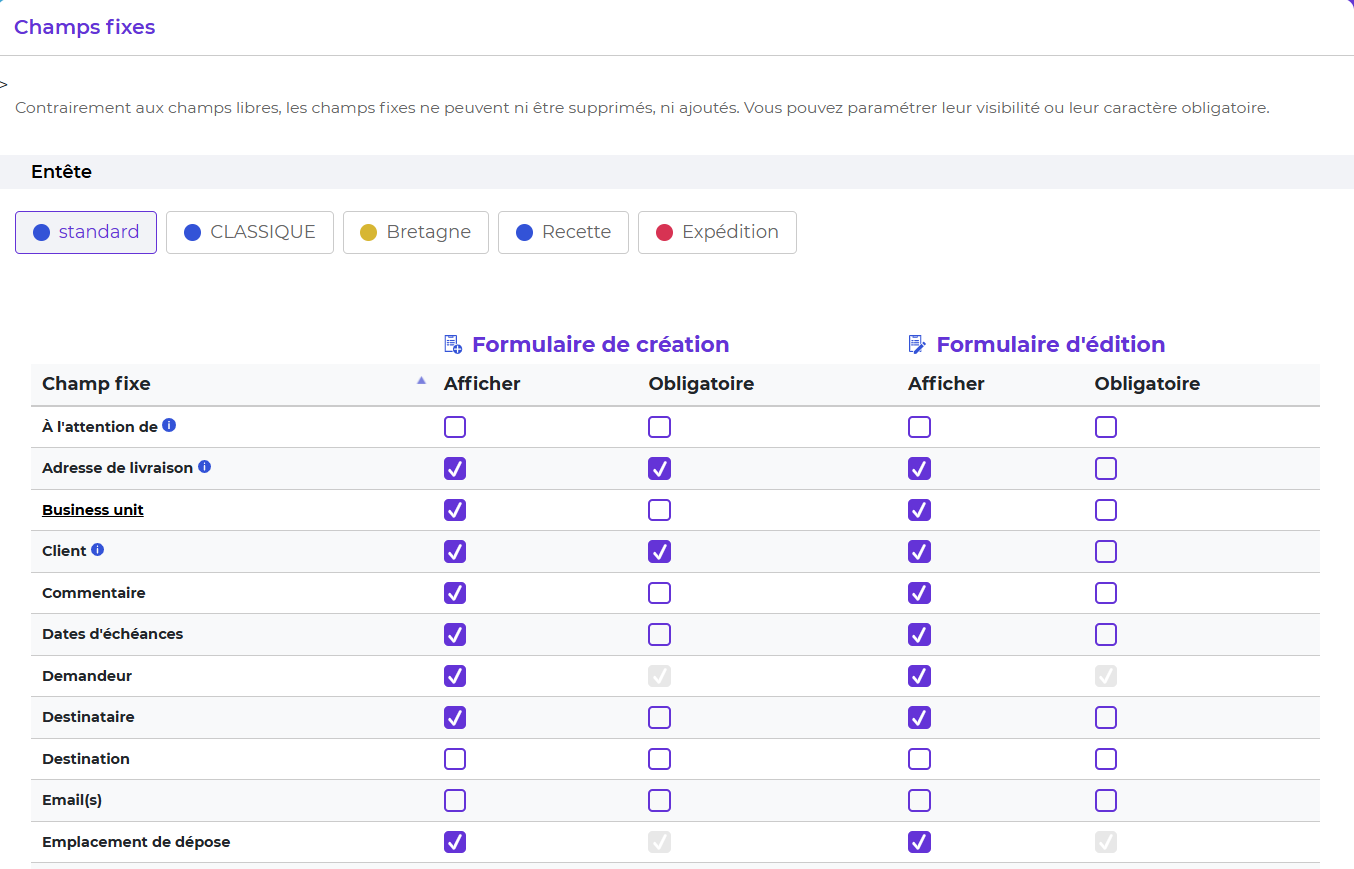 Champs fixes
>
Contrairement aux champs libres, les champs fixes ne peuvent ni être supprimés, ni ajoutés. Vous pouvez paramétrer leur visibilité ou leur caractère obligatoire.
Entête
standard CLASSIQUE Bretagne Recette Expédition
Formulaire de création Formulaire d'édition
Champ fixe Afficher Obligatoire Afficher Obligatoire
À l'attention de
Adresse de livraison
Business unit
Client
Commentaire
Dates d'échéances
Demandeur
Destinataire
Destination
Email(s)
Emplacement de dépose